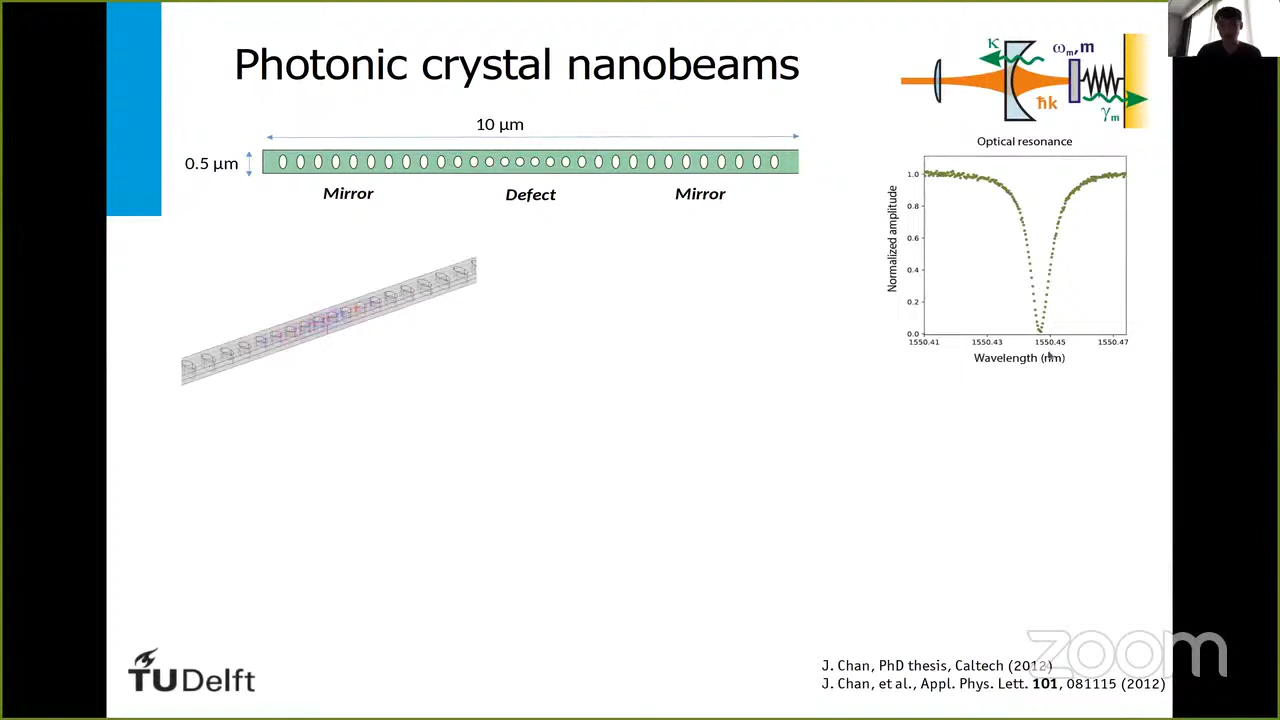 Photonic crystal nanobeams
10 μm
0.5 μm
Mirror
Defect
Mirror
κ
ωm,m
ħk
γm
Optical resonance
Normalized amplitude
1.0
0.8
0.6
0.4
0.2
0.0
1550.41
1550.43
1550.45
1550.47
Wavelength (nm)
TUDelft
J. Chan, PhD thesis, Caltech (2012)
J. Chan, et al., Appl. Phys. Lett. 101, 081115 (2012)
zoom